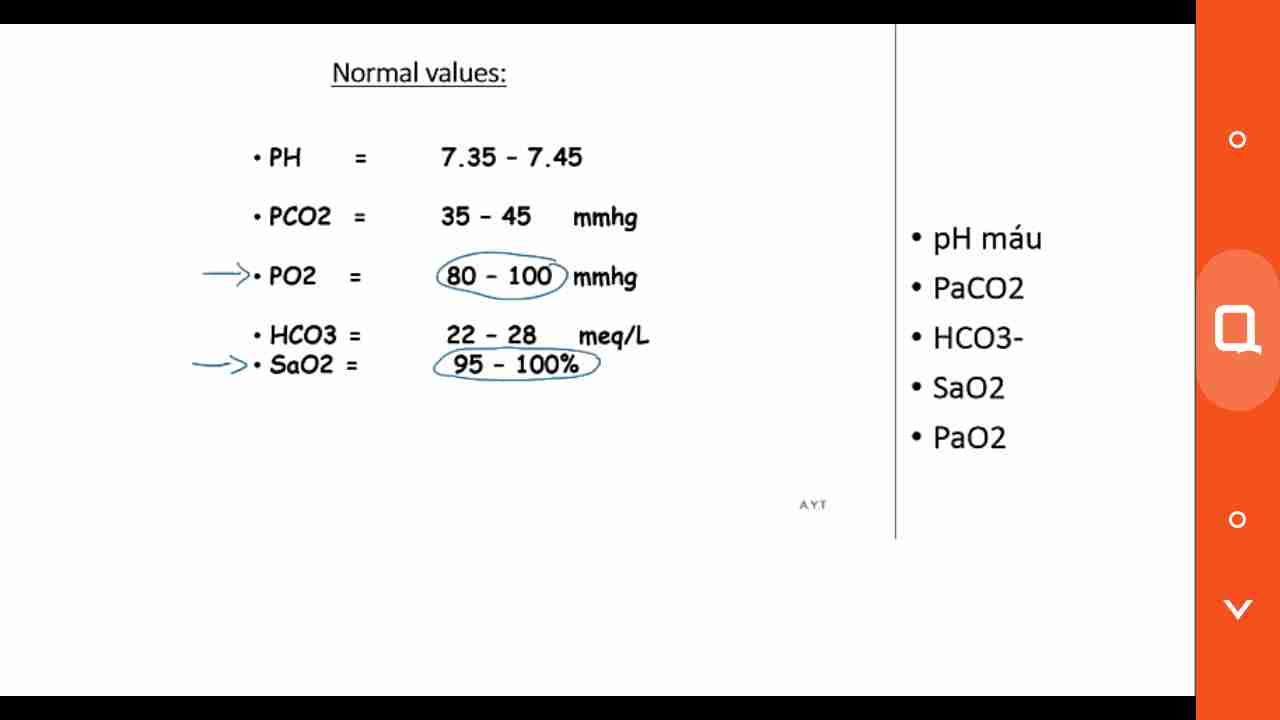 Normal values:
• PH = 7.35 – 7.45
• PCO2 = 35 – 45 mmhg
• PO2 = 80 – 100 mmhg
• HCO3 = 22 – 28 meq/L
• SaO2 = 95 – 100%
A.Y.T
• pH máu
• PaCO2
• HCO3-
• SaO2
• PaO2